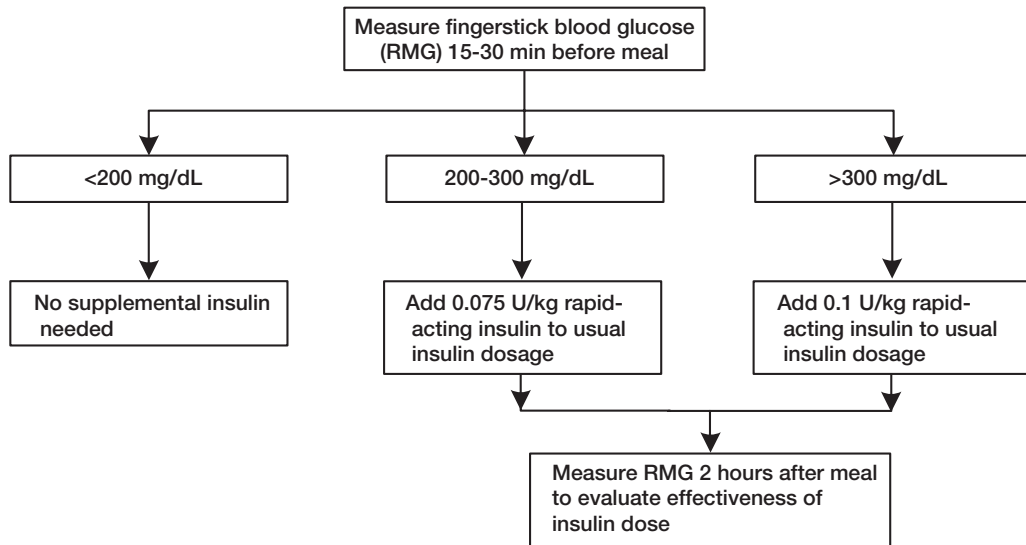 Measure fingerstick blood glucose
(RMG) 15-30 min before meal
<200 mg/dL
200-300 mg/dL
>300 mg/dL
No supplemental insulin
needed
Add 0.075 U/kg rapid-
acting insulin to usual
insulin dosage
Add 0.1 U/kg rapid-
acting insulin to usual
insulin dosage
Measure RMG 2 hours after meal
to evaluate effectiveness of
insulin dose